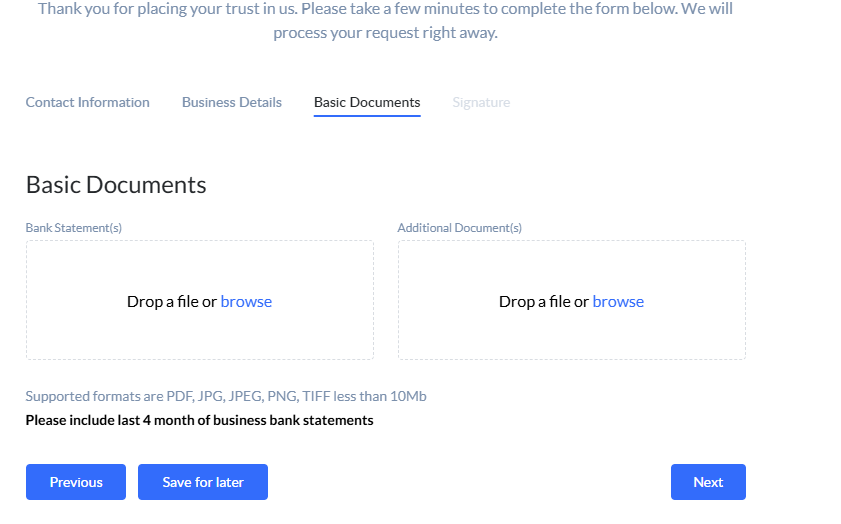 Thank you for placing your trust in us. Please take a few minutes to complete the form below. We will
process your request right away.
Contact Information
Business Details
Basic Documents
Signature
Basic Documents
Bank Statement(s)
Additional Document(s)
Drop a file or browse
Drop a file or browse
Supported formats are PDF, JPG, JPEG, PNG, TIFF less than 10Mb
Please include last 4 month of business bank statements
Previous
Save for later
Next